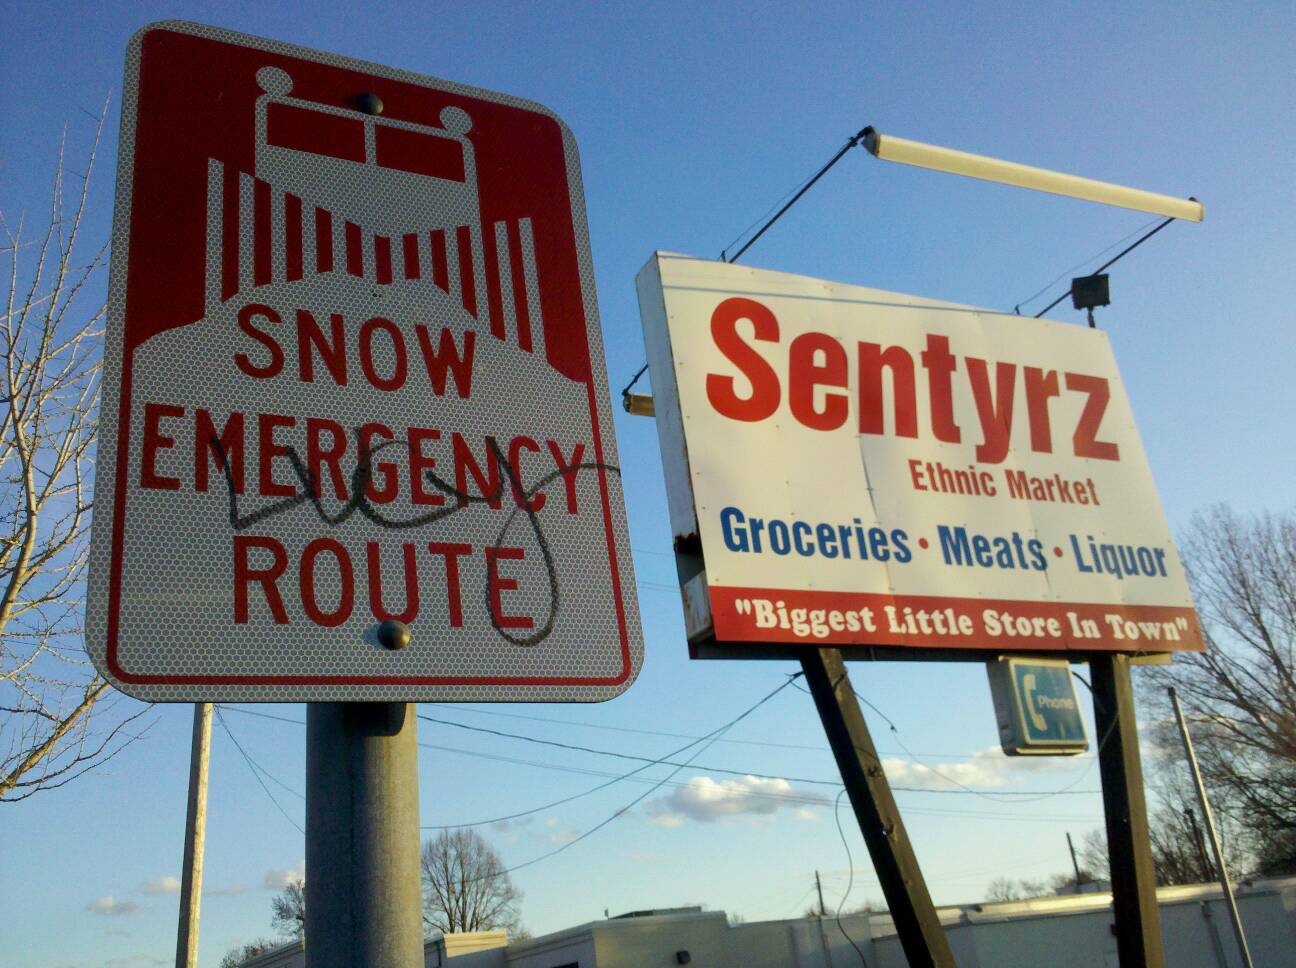 SNOW
EMERGENCY
ROUTE
Sentyrz
Ethnic Market
Groceries • Meats • Liquor
"Biggest Little Store In Town"
Phone